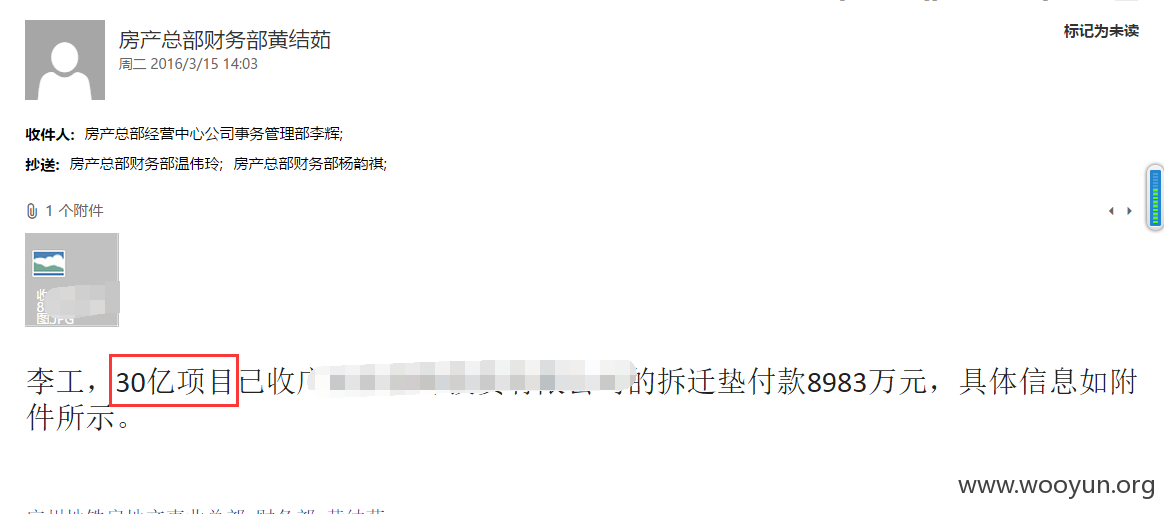 房产总部财务部黄结茹
标记为未读
周二 2016/3/15 14:03
收件人: 房产总部经营中心公司事务管理部李辉;
抄送: 房产总部财务部温伟玲; 房产总部财务部杨韵祺;
1 个附件
收
8
图JPG
李工，30亿项目已收广 有限公司的拆迁垫付款8983万元，具体信息如附
件所示。
www.wooyun.org